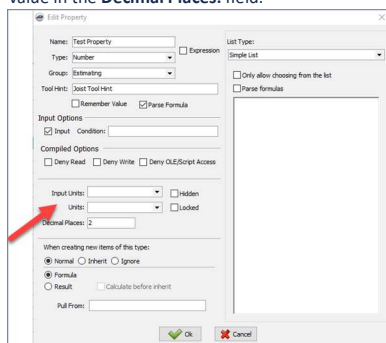 value in the Decimal Places: field.
Edit Property
Name: Test Property
Expression
Type: Number
Group: Estimating
Tool Hint: Joist Tool Hint
Remember Value Parse Formula
Input Options
Input Condition:
Compiled Options
Deny Read Deny Write Deny OLE/Script Access
Input Units: Hidden
Units: Locked
Decimal Places: 2
When creating new items of this type:
Normal Inherit Ignore
Formula
Result Calculate before inherit
Pull From:
List Type:
Simple List
Only allow choosing from the list
Parse formulas
Ok Cancel